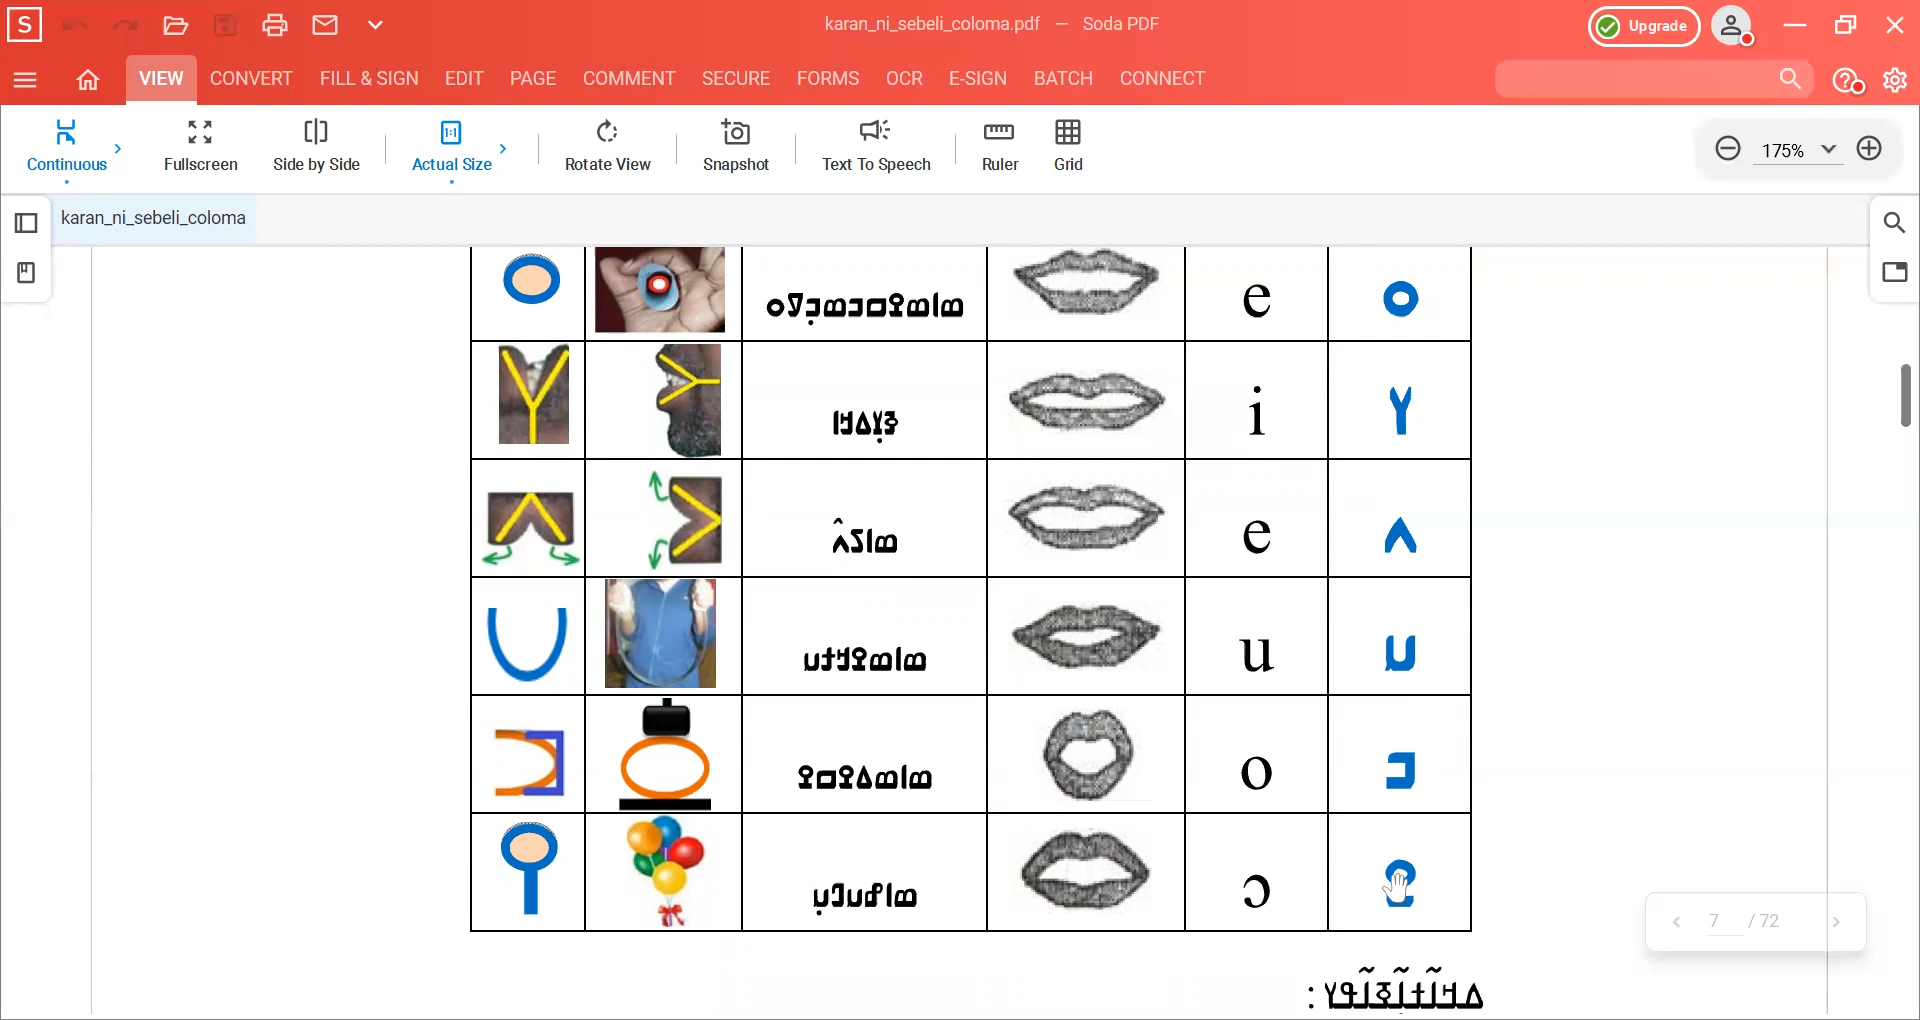 karan_ni_sebeli_coloma.pdf — Soda PDF
Upgrade
VIEW CONVERT FILL & SIGN EDIT PAGE COMMENT SECURE FORMS OCR E-SIGN BATCH CONNECT
Continuous Fullscreen Side by Side Actual Size Rotate View Snapshot Text To Speech Ruler Grid 175%
karan_ni_sebeli_coloma
e ߋ
i ߌ
e ߍ
u ߎ
o ߏ
ɔ ߐ
7 / 72